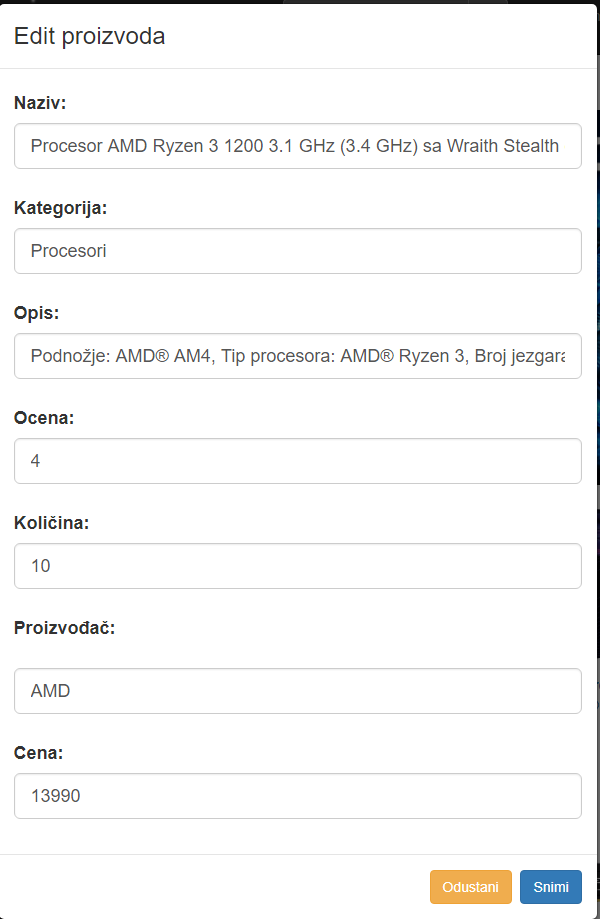 Edit proizvoda
Naziv:
Procesor AMD Ryzen 3 1200 3.1 GHz (3.4 GHz) sa Wraith Stealth
Kategorija:
Procesori
Opis:
Podnožje: AMD® AM4, Tip procesora: AMD® Ryzen 3, Broj jezgara
Ocena:
4
Količina:
10
Proizvođač:
AMD
Cena:
13990
Odustani Snimi